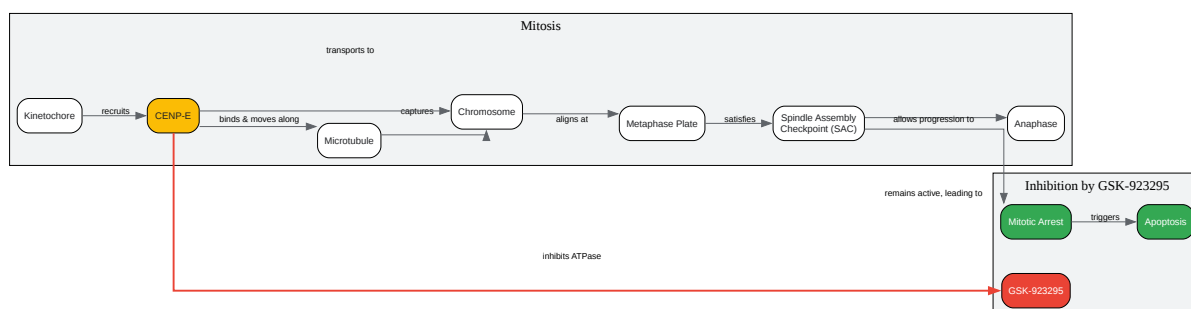 Mitosis
transports to
Kinetochore
recruits
CENP-E
binds & moves along
captures
Microtubule
Chromosome
aligns at
Metaphase Plate
satisfies
Spindle Assembly
Checkpoint (SAC)
allows progression to
Anaphase
remains active, leading to
Inhibition by GSK-923295
Mitotic Arrest
triggers
Apoptosis
inhibits ATPase
GSK-923295